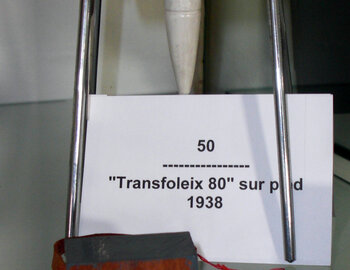 50
----------------
"Transfoleix 80" sur pied
1938